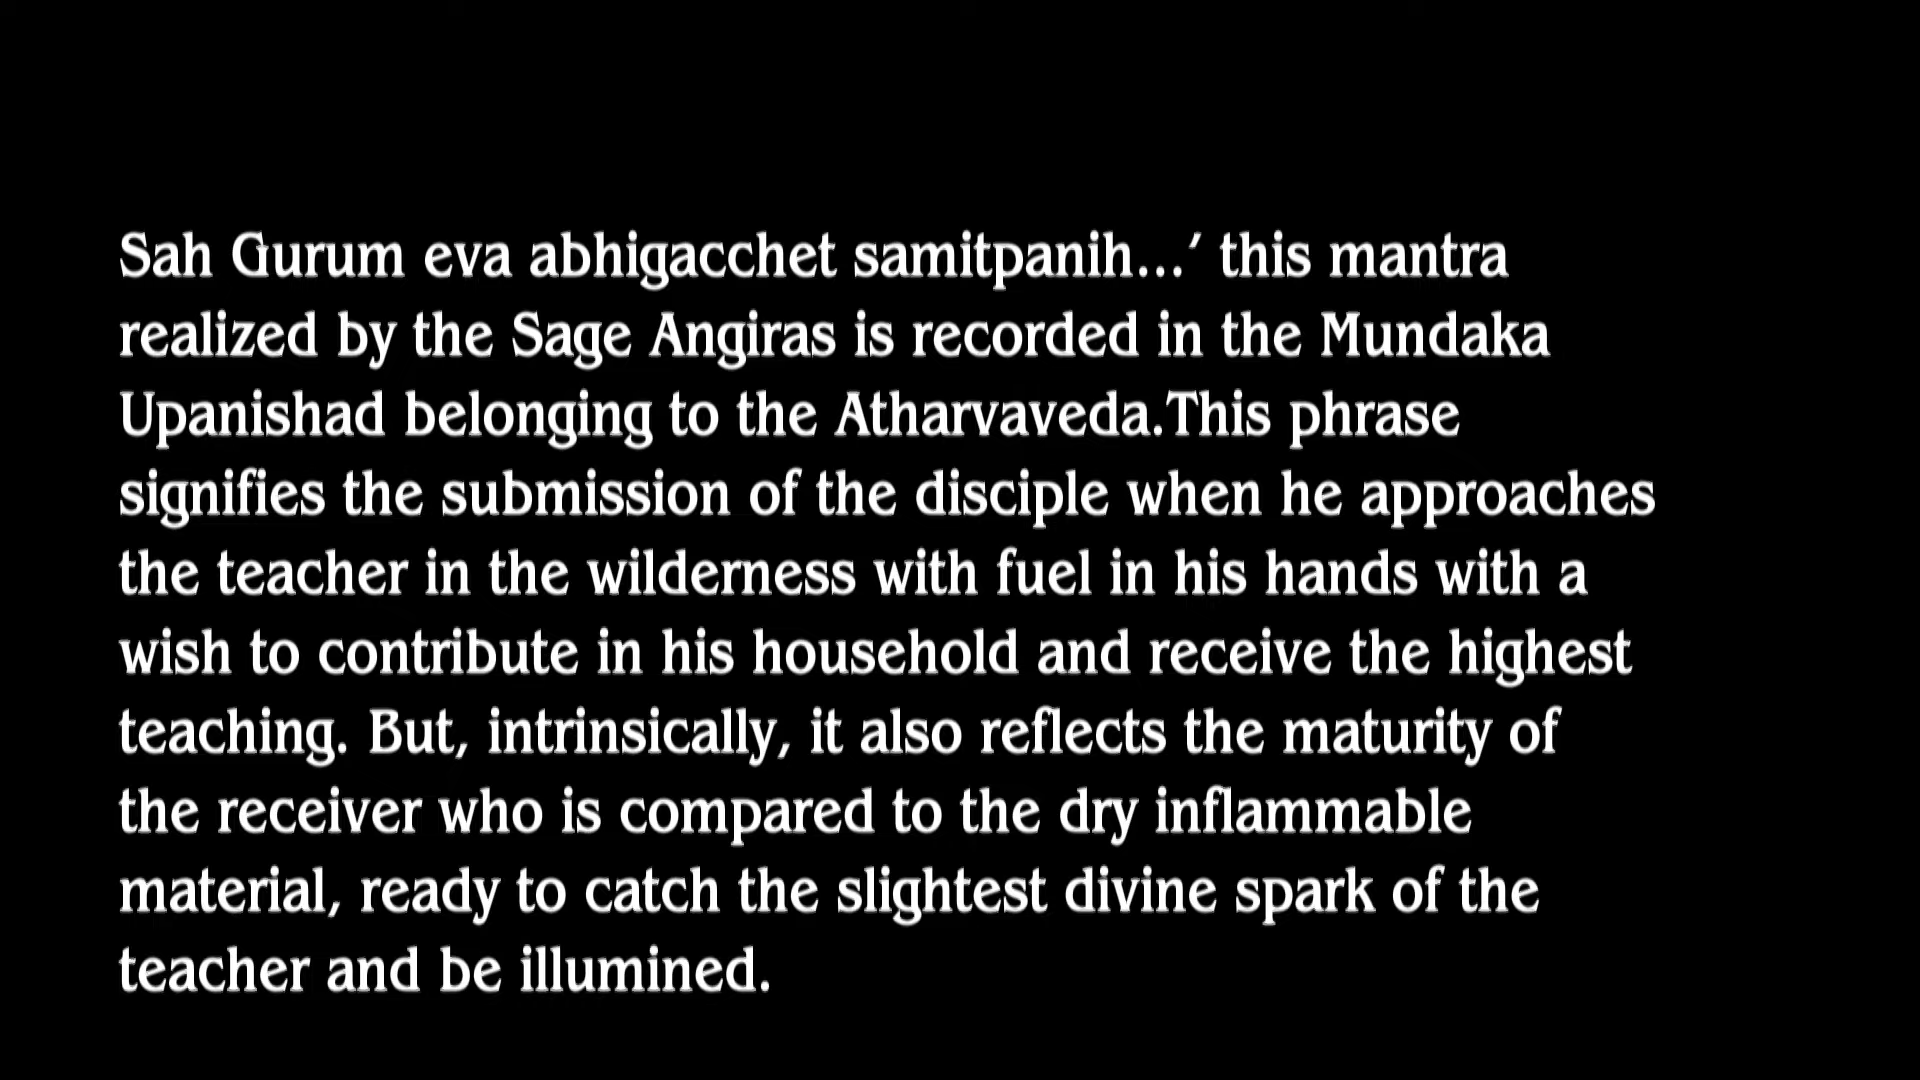 Sah Gurum eva abhigacchet samitpanih...’ this mantra
realized by the Sage Angiras is recorded in the Mundaka
Upanishad belonging to the Atharvaveda.This phrase
signifies the submission of the disciple when he approaches
the teacher in the wilderness with fuel in his hands with a
wish to contribute in his household and receive the highest
teaching. But, intrinsically, it also reflects the maturity of
the receiver who is compared to the dry inflammable
material, ready to catch the slightest divine spark of the
teacher and be illumined.